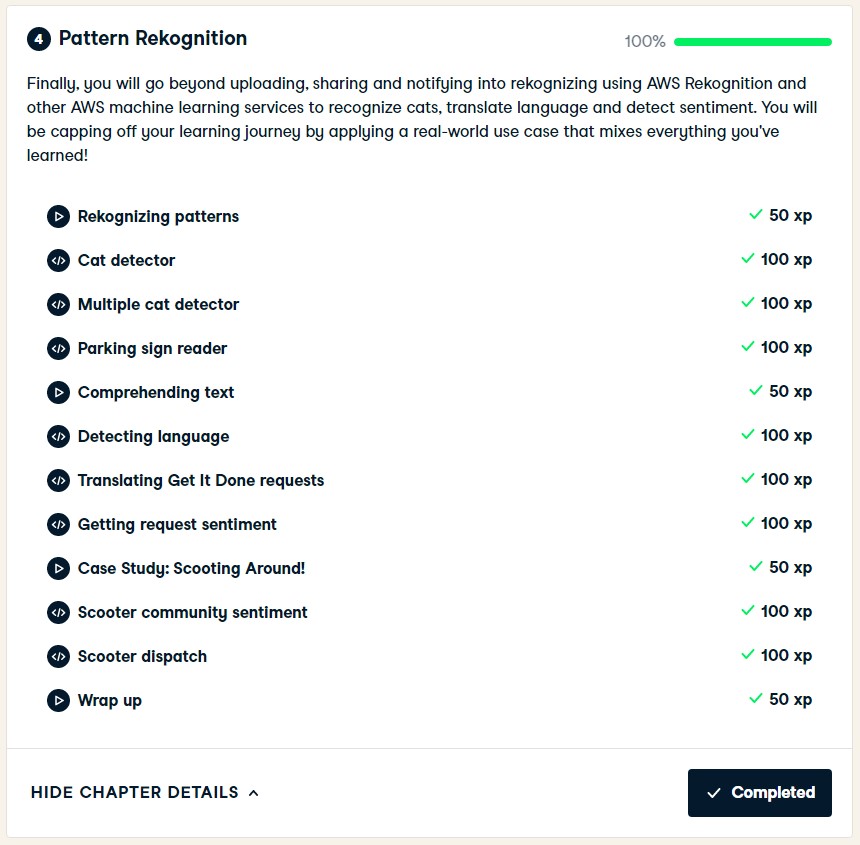 4 Pattern Rekognition 100%
Finally, you will go beyond uploading, sharing and notifying into rekognizing using AWS Rekognition and
other AWS machine learning services to recognize cats, translate language and detect sentiment. You will
be capping off your learning journey by applying a real-world use case that mixes everything you've
learned!
Rekognizing patterns 50 xp
Cat detector 100 xp
Multiple cat detector 100 xp
Parking sign reader 100 xp
Comprehending text 50 xp
Detecting language 100 xp
Translating Get It Done requests 100 xp
Getting request sentiment 100 xp
Case Study: Scooting Around! 50 xp
Scooter community sentiment 100 xp
Scooter dispatch 100 xp
Wrap up 50 xp
HIDE CHAPTER DETAILS Completed